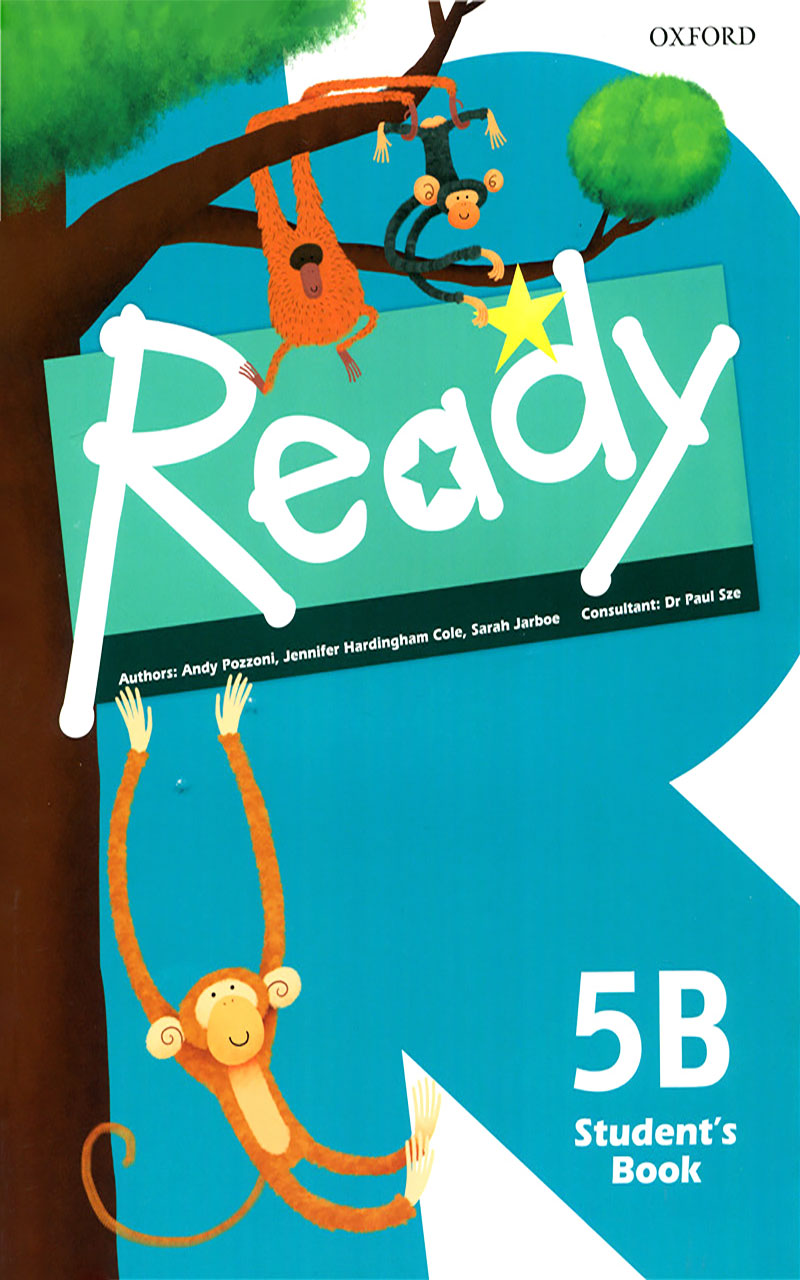 OXFORD
Ready
Authors: Andy Pozzoni, Jennifer Hardingham Cole, Sarah Jarboe Consultant: Dr Paul Sze
5B
Student's
Book